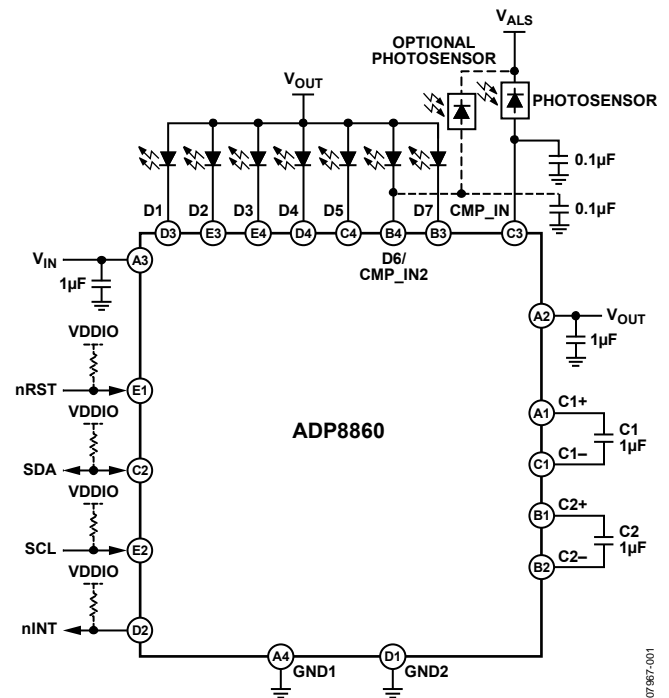 VALS
OPTIONAL
PHOTOSENSOR
VOUT
PHOTOSENSOR
0.1µF
0.1µF
D1 D2 D3 D4 D5 D7 CMP_IN
D3 E3 E4 D4 C4 B4 B3 C3
D6/
CMP_IN2
VIN
A3
1µF
A2
VOUT
1µF
VDDIO
nRST
E1
VDDIO
SDA
C2
VDDIO
SCL
E2
VDDIO
nINT
D2
ADP8860
A1
C1+
C1
1µF
C1
C1–
B1
C2+
C2
1µF
B2
C2–
A4
GND1
D1
GND2
07967-001